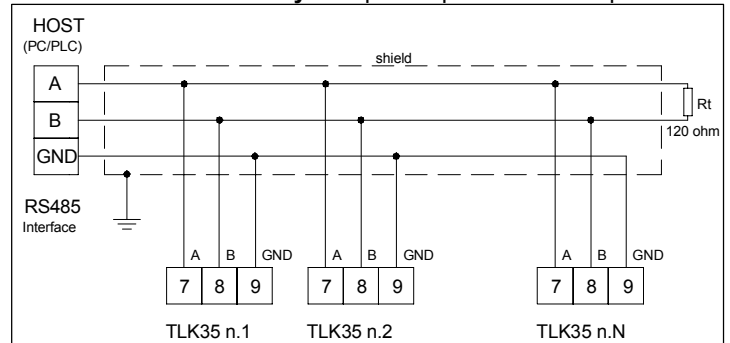 HOST
(PC/PLC)
shield
A
B
GND
Rt
120 ohm
RS485
Interface
A B GND A B GND A B GND
7 8 9 7 8 9 7 8 9
TLK35 n.1 TLK35 n.2 TLK35 n.N